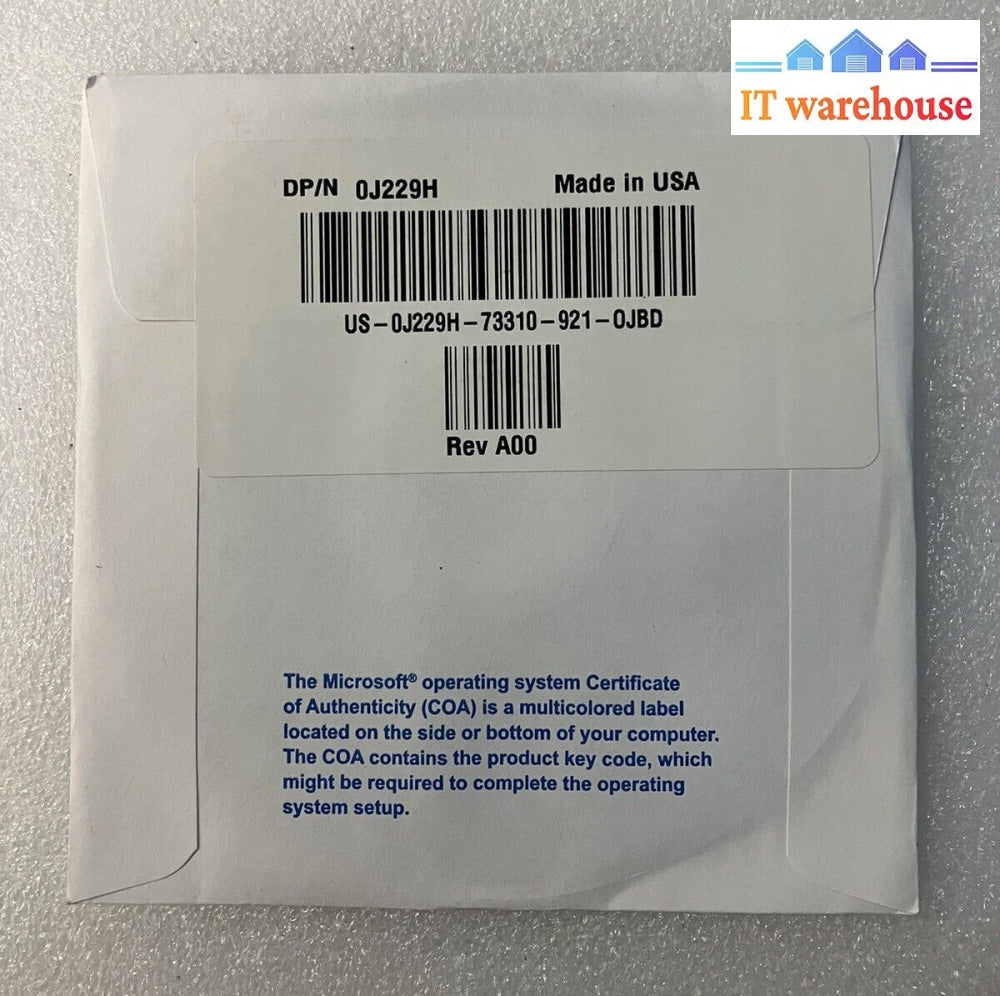 IT warehouse
DP/N 0J229H Made in USA
US-0J229H-73310-921-0JBD
Rev A00
The Microsoft® operating system Certificate
of Authenticity (COA) is a multicolored label
located on the side or bottom of your computer.
The COA contains the product key code, which
might be required to complete the operating
system setup.